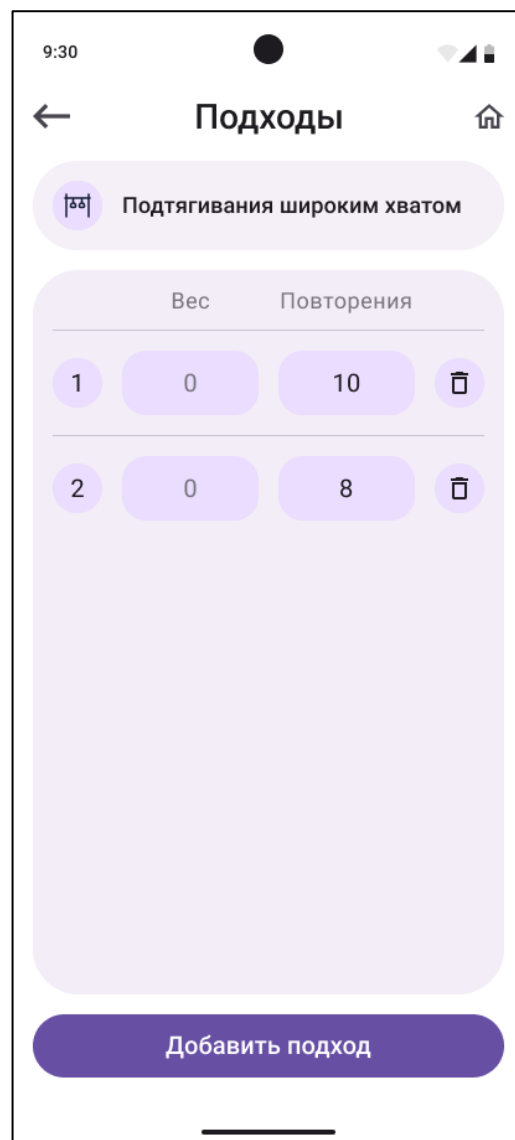 9:30
Подходы
Подтягивания широким хватом
Вес Повторения
1 0 10
2 0 8
Добавить подход